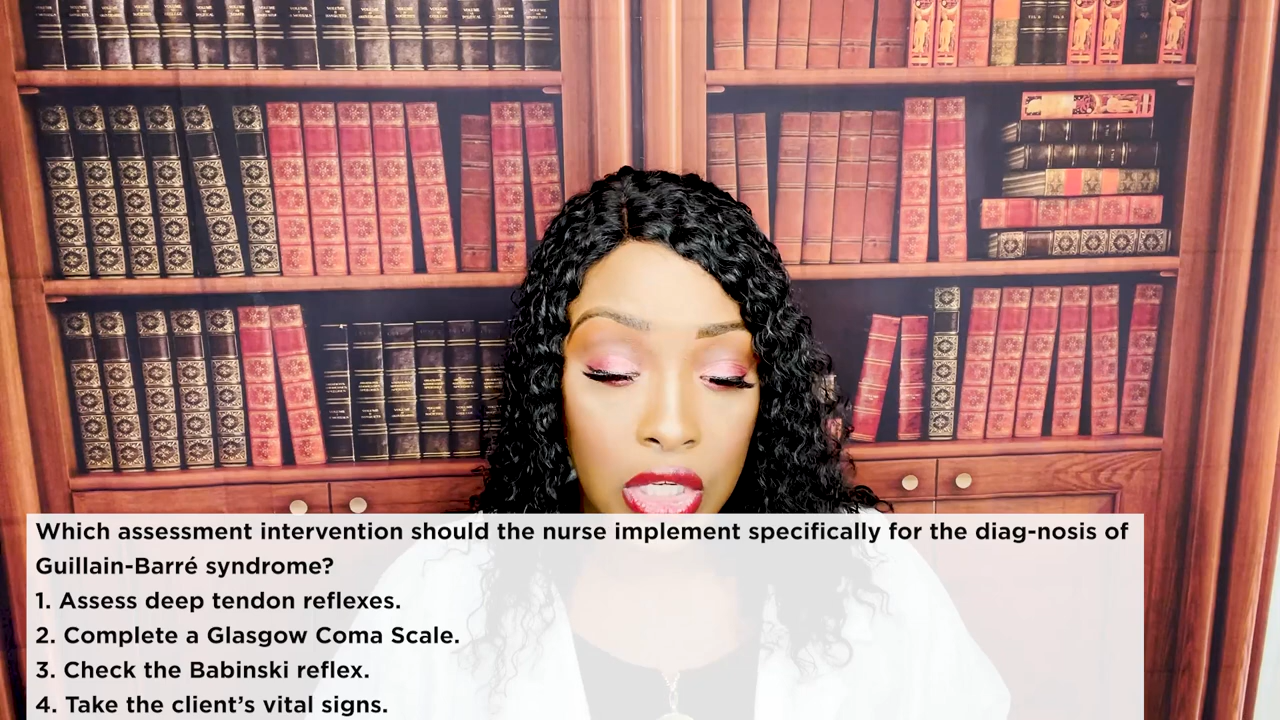 Which assessment intervention should the nurse implement specifically for the diag-nosis of
Guillain-Barré syndrome?
1. Assess deep tendon reflexes.
2. Complete a Glasgow Coma Scale.
3. Check the Babinski reflex.
4. Take the client's vital signs.